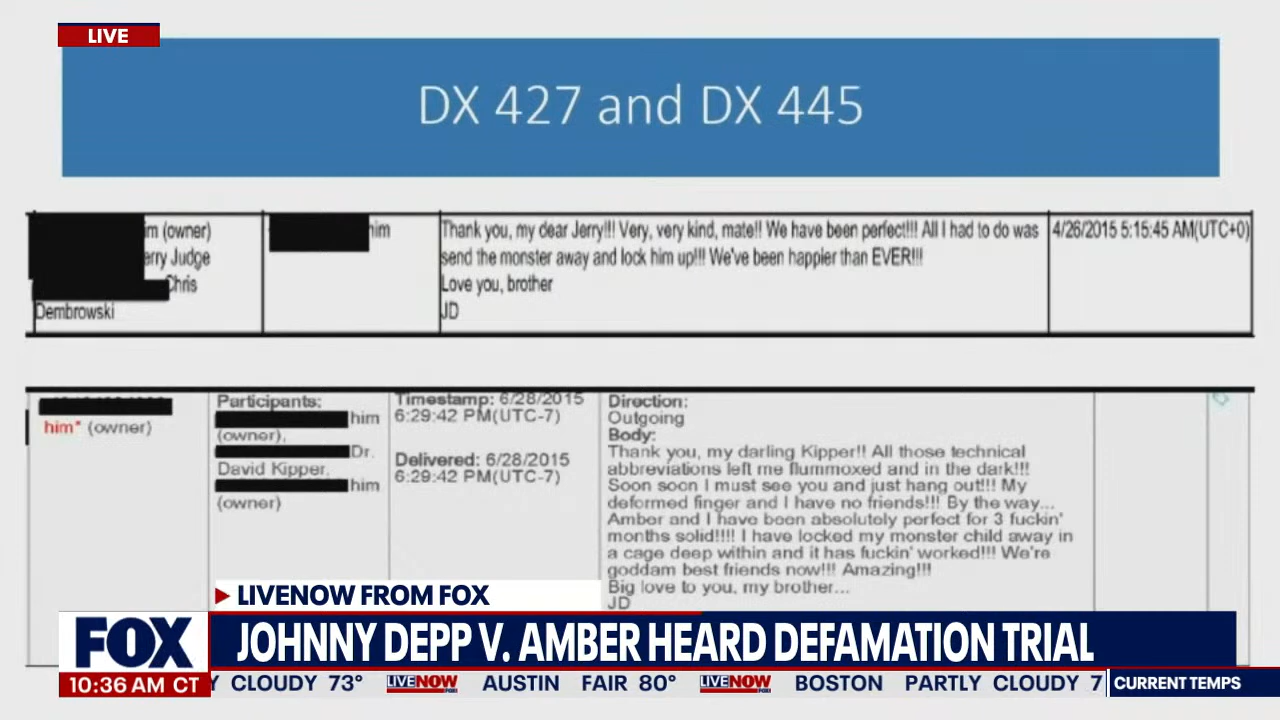 LIVE
DX 427 and DX 445
im (owner)
erry Judge
Chris
Dembrowski
him
Thank you, my dear Jerry!!! Very, very kind, mate!! We have been perfect!!! All I had to do was
send the monster away and lock him up!!! We've been happier than EVER!!!
Love you, brother
JD
4/26/2015 5:15:45 AM(UTC+0)
him* (owner)
Participants:
him
(owner),
Dr.
David Kipper,
him
(owner)
Timestamp: 6/28/2015
6:29:42 PM(UTC-7)
Delivered: 6/28/2015
6:29:42 PM(UTC-7)
Direction:
Outgoing
Body:
Thank you, my darling Kipper!! All those technical
abbreviations left me flummoxed and in the dark!!!
Soon soon I must see you and just hang out!!! My
deformed finger and I have no friends!!! By the way...
Amber and I have been absolutely perfect for 3 fuckin'
months solid!!!! I have locked my monster child away in
a cage deep within and it has fuckin' worked!!! We're
goddam best friends now!!! Amazing!!!
Big love to you, my brother...
JD
LIVENOW FROM FOX
FOX
JOHNNY DEPP V. AMBER HEARD DEFAMATION TRIAL
10:36 AM CT
Y CLOUDY 73° LIVENOW FOX AUSTIN FAIR 80° LIVENOW FOX BOSTON PARTLY CLOUDY 7
CURRENT TEMPS